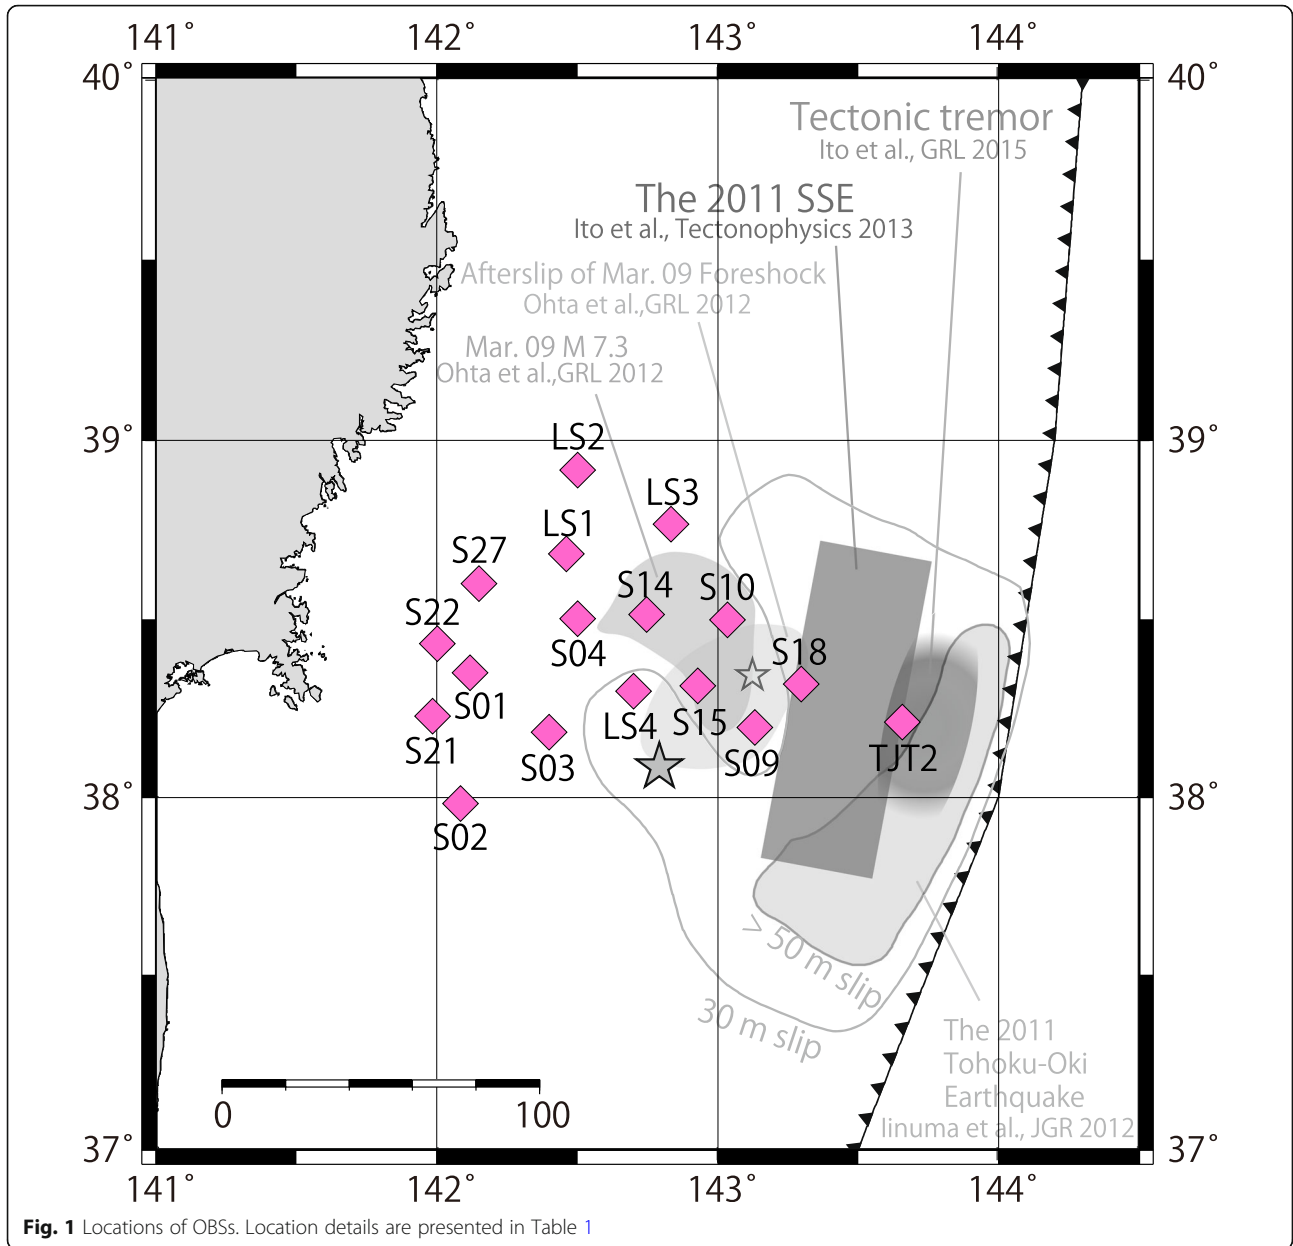 141° 142° 143° 144°
40° 40°
Tectonic tremor
Ito et al., GRL 2015
The 2011 SSE
Ito et al., Tectonophysics 2013
Afterslip of Mar. 09 Foreshock
Ohta et al.,GRL 2012
Mar. 09 M 7.3
Ohta et al.,GRL 2012
39° 39°
LS2
LS3
LS1
S27
S14 S10
S22
S04 S18
S01
LS4 S15
S21
S03 S09 TJT2
38° 38°
S02
> 50 m slip
30 m slip
The 2011
Tohoku-Oki
Earthquake
Iinuma et al., JGR 2012
0 100
37° 37°
141° 142° 143° 144°
Fig. 1 Locations of OBSs. Location details are presented in Table 1